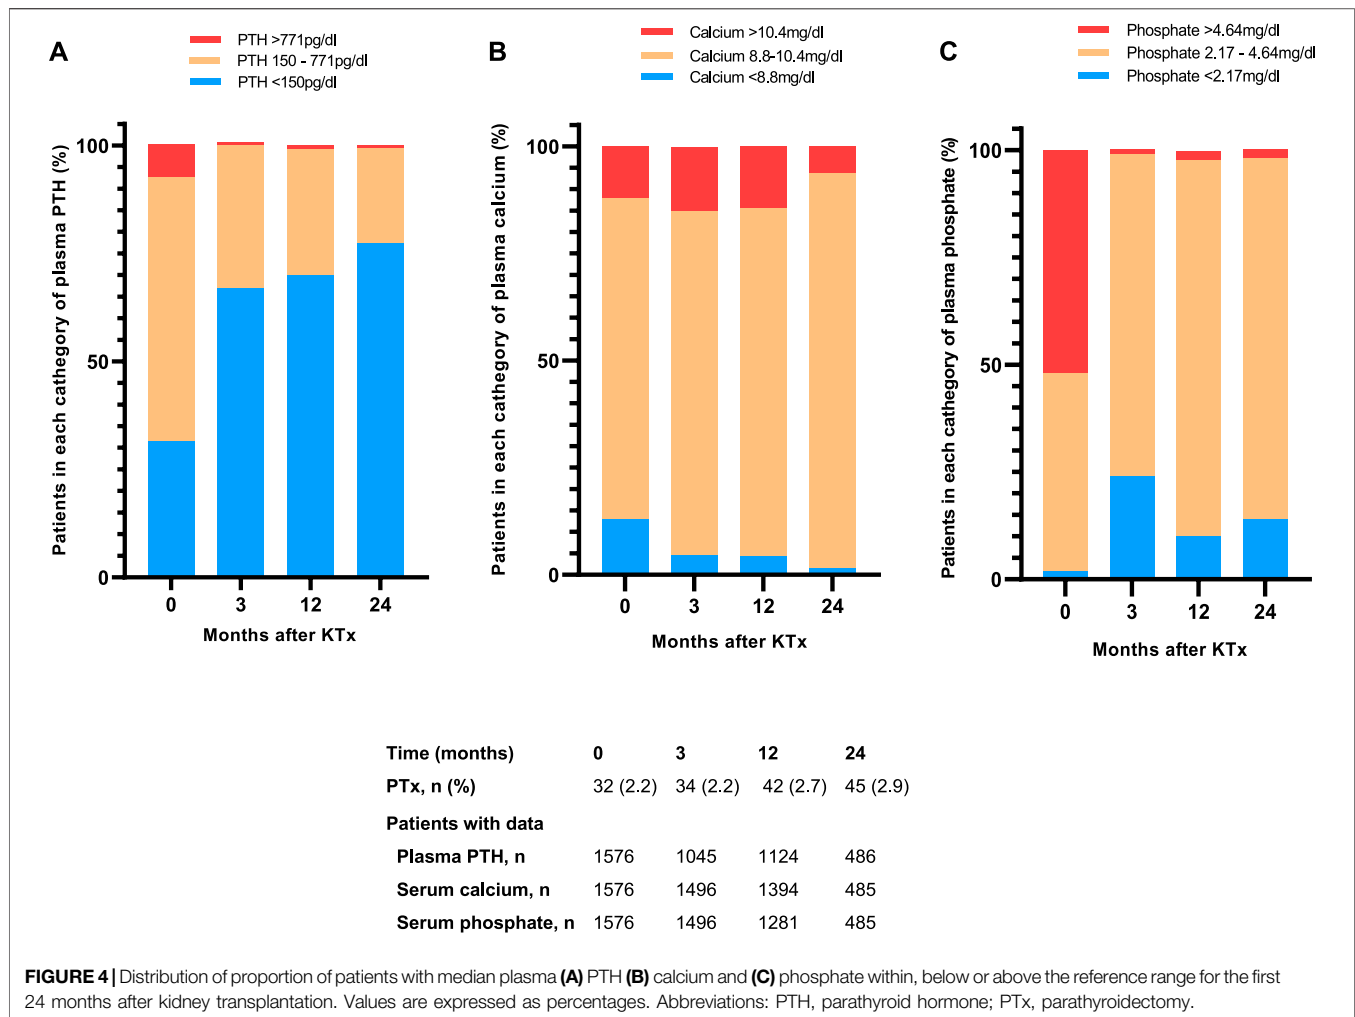 A
PTH >771pg/dl
PTH 150 - 771pg/dl
PTH <150pg/dl
Patients in each cathegory of plasma PTH (%)
100
50
0
0 3 12 24
Months after KTx
B
Calcium >10.4mg/dl
Calcium 8.8-10.4mg/dl
Calcium <8.8mg/dl
Patients in each cathegory of plasma calcium (%)
100
50
0
0 3 12 24
Months after KTx
C
Phosphate >4.64mg/dl
Phosphate 2.17 - 4.64mg/dl
Phosphate <2.17mg/dl
Patients in each cathegory of plasma phosphate (%)
100
50
0
0 3 12 24
Months after KTx
Time (months) 0 3 12 24
PTx, n (%) 32 (2.2) 34 (2.2) 42 (2.7) 45 (2.9)
Patients with data
Plasma PTH, n 1576 1045 1124 486
Serum calcium, n 1576 1496 1394 485
Serum phosphate, n 1576 1496 1281 485
FIGURE 4 | Distribution of proportion of patients with median plasma (A) PTH (B) calcium and (C) phosphate within, below or above the reference range for the first
24 months after kidney transplantation. Values are expressed as percentages. Abbreviations: PTH, parathyroid hormone; PTx, parathyroidectomy.